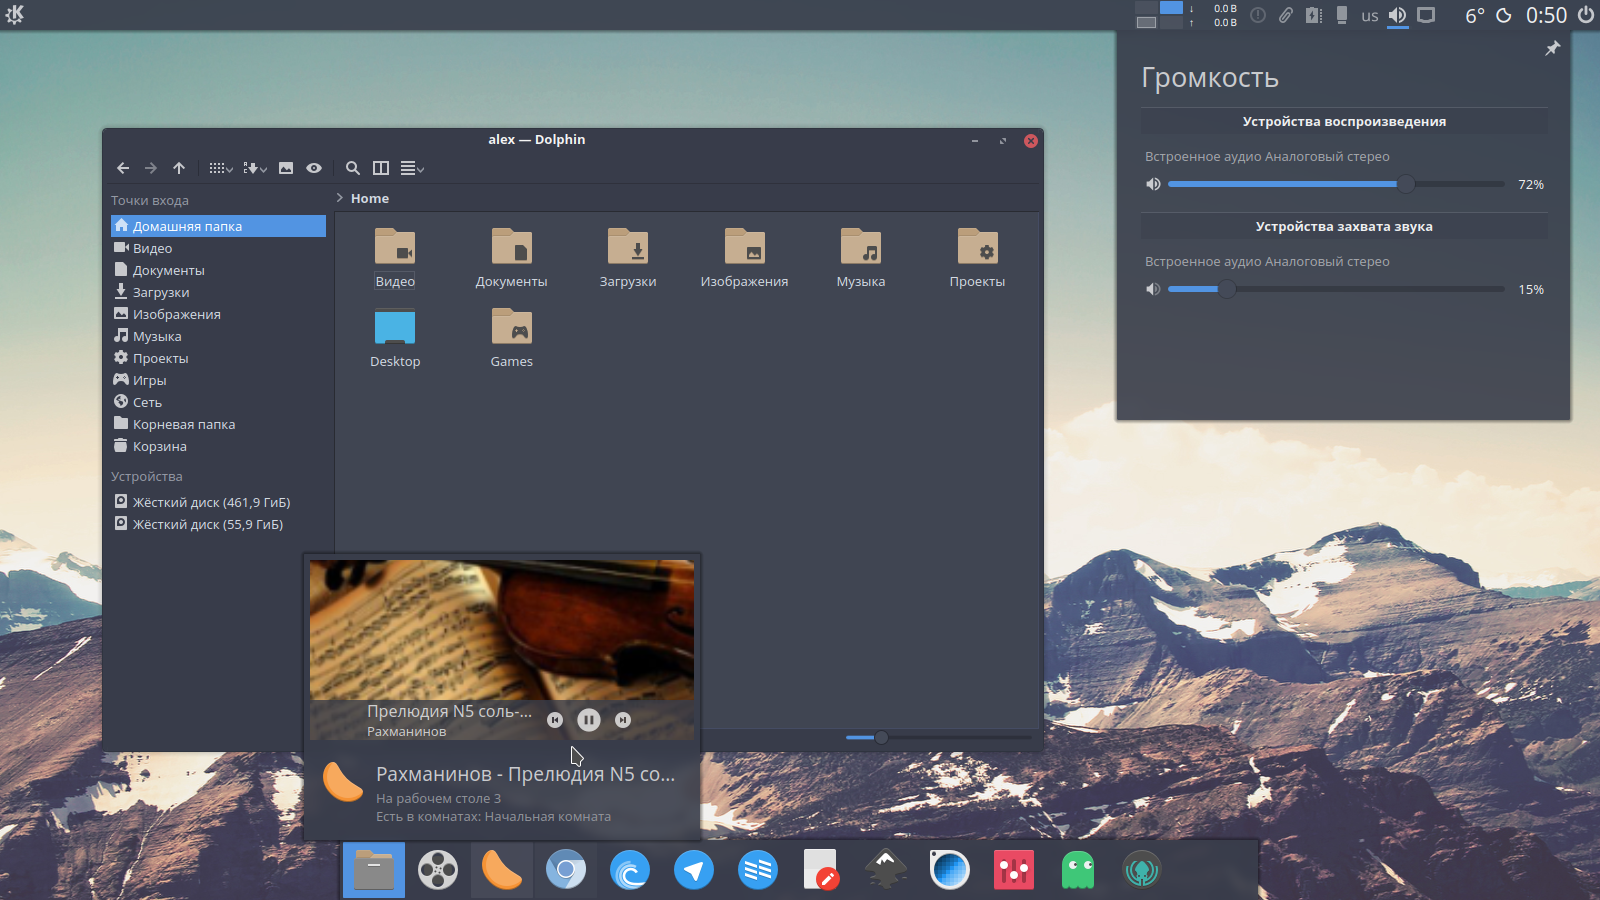 0.0 B
0.0 B
us
6°
0:50
Громкость
Устройства воспроизведения
Встроенное аудио Аналоговый стерео
72%
Устройства захвата звука
Встроенное аудио Аналоговый стерео
15%
alex — Dolphin
Точки входа
Домашняя папка
Видео
Документы
Загрузки
Изображения
Музыка
Проекты
Игры
Сеть
Корневая папка
Корзина
Устройства
Жёсткий диск (461,9 ГиБ)
Жёсткий диск (55,9 ГиБ)
Home
Видео
Документы
Загрузки
Изображения
Музыка
Проекты
Desktop
Games
Прелюдия N5 соль-...
Рахманинов
Рахманинов - Прелюдия N5 со...
На рабочем столе 3
Есть в комнатах: Начальная комната